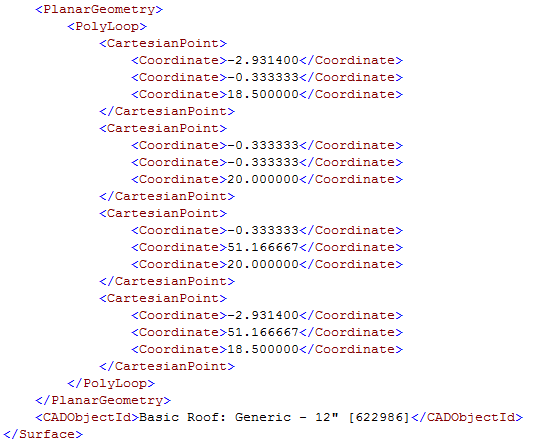 <PlanarGeometry>
<PolyLoop>
<CartesianPoint>
<Coordinate>-2.931400</Coordinate>
<Coordinate>-0.333333</Coordinate>
<Coordinate>18.500000</Coordinate>
</CartesianPoint>
<CartesianPoint>
<Coordinate>-0.333333</Coordinate>
<Coordinate>-0.333333</Coordinate>
<Coordinate>20.000000</Coordinate>
</CartesianPoint>
<CartesianPoint>
<Coordinate>-0.333333</Coordinate>
<Coordinate>51.166667</Coordinate>
<Coordinate>20.000000</Coordinate>
</CartesianPoint>
<CartesianPoint>
<Coordinate>-2.931400</Coordinate>
<Coordinate>51.166667</Coordinate>
<Coordinate>18.500000</Coordinate>
</CartesianPoint>
</PolyLoop>
</PlanarGeometry>
<CADObjectId>Basic Roof: Generic - 12" [622986]</CADObjectId>
</Surface>